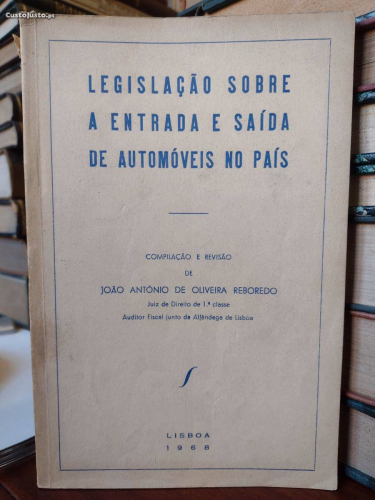 CustoJusto.pt
LEGISLAÇÃO SOBRE
A ENTRADA E SAÍDA
DE AUTOMÓVEIS NO PAÍS
COMPILAÇÃO E REVISÃO
DE
JOÃO ANTÓNIO DE OLIVEIRA REBOREDO
Juiz de Direito de 1.ª classe
Auditor Fiscal junto da Alfândega de Lisboa
LISBOA
1968